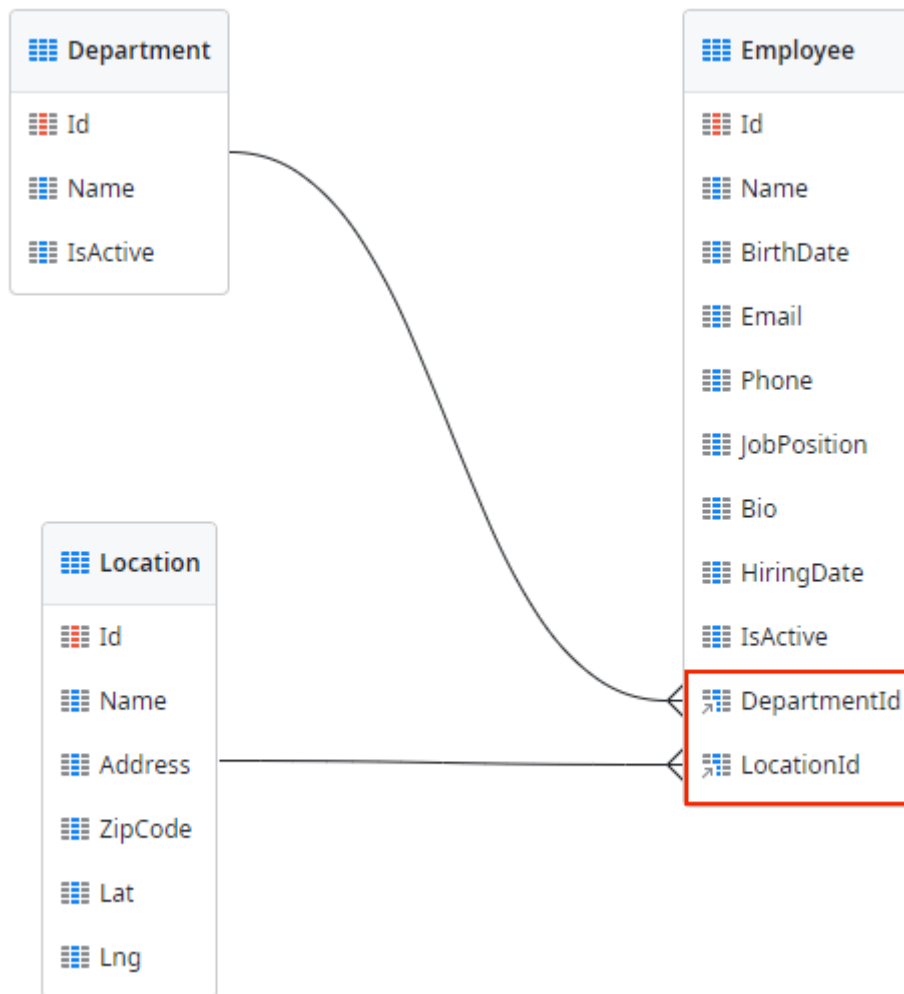 Department
Id
Name
IsActive
Employee
Id
Name
BirthDate
Email
Phone
JobPosition
Bio
HiringDate
IsActive
DepartmentId
LocationId
Location
Id
Name
Address
ZipCode
Lat
Lng